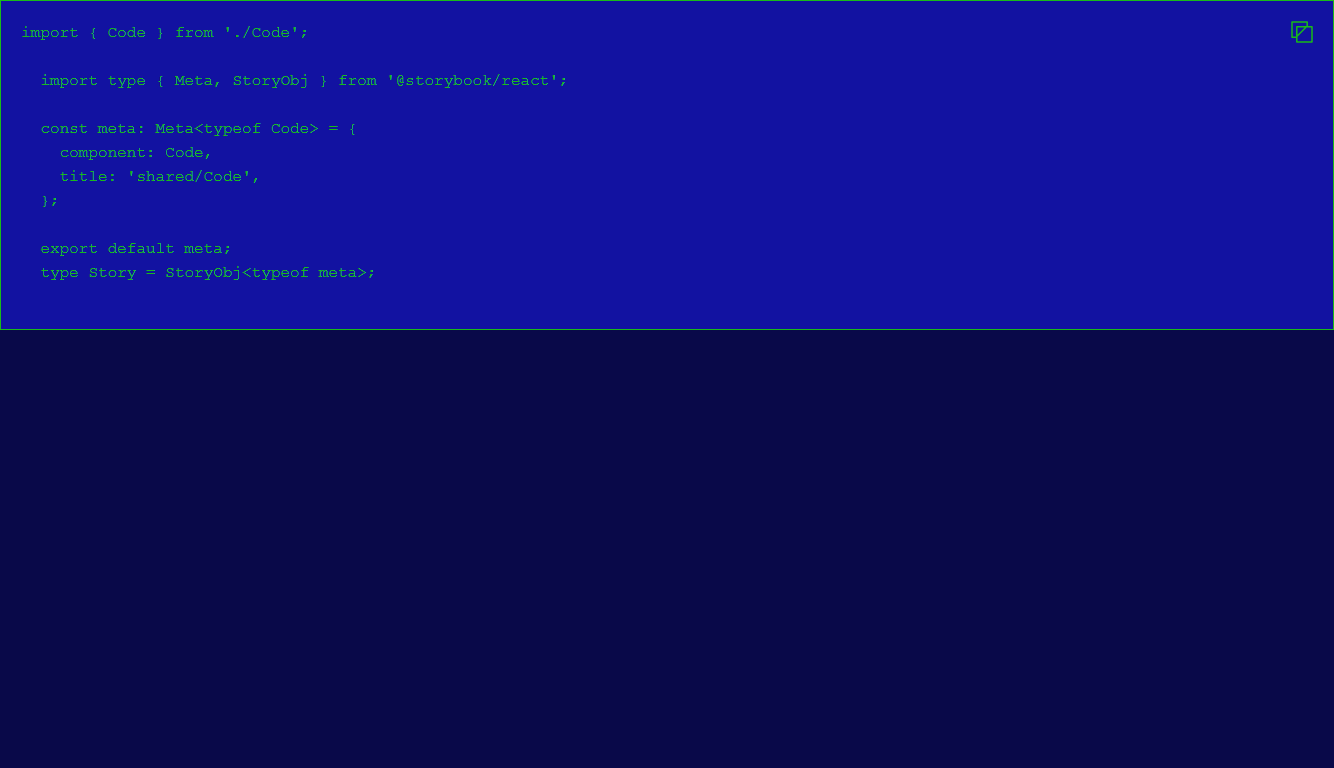 import { Code } from './Code';
import type { Meta, StoryObj } from '@storybook/react';
const meta: Meta<typeof Code> = {
component: Code,
title: 'shared/Code',
};
export default meta;
type Story = StoryObj<typeof meta>;